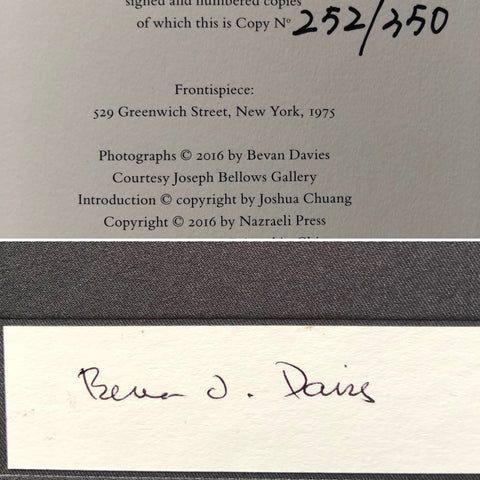 signed and numbered copies
of which this is Copy Nº 252/350
Frontispiece:
529 Greenwich Street, New York, 1975
Photographs © 2016 by Bevan Davies
Courtesy Joseph Bellows Gallery
Introduction © copyright by Joshua Chuang
Copyright © 2016 by Nazraeli Press
Bevan J. Davies